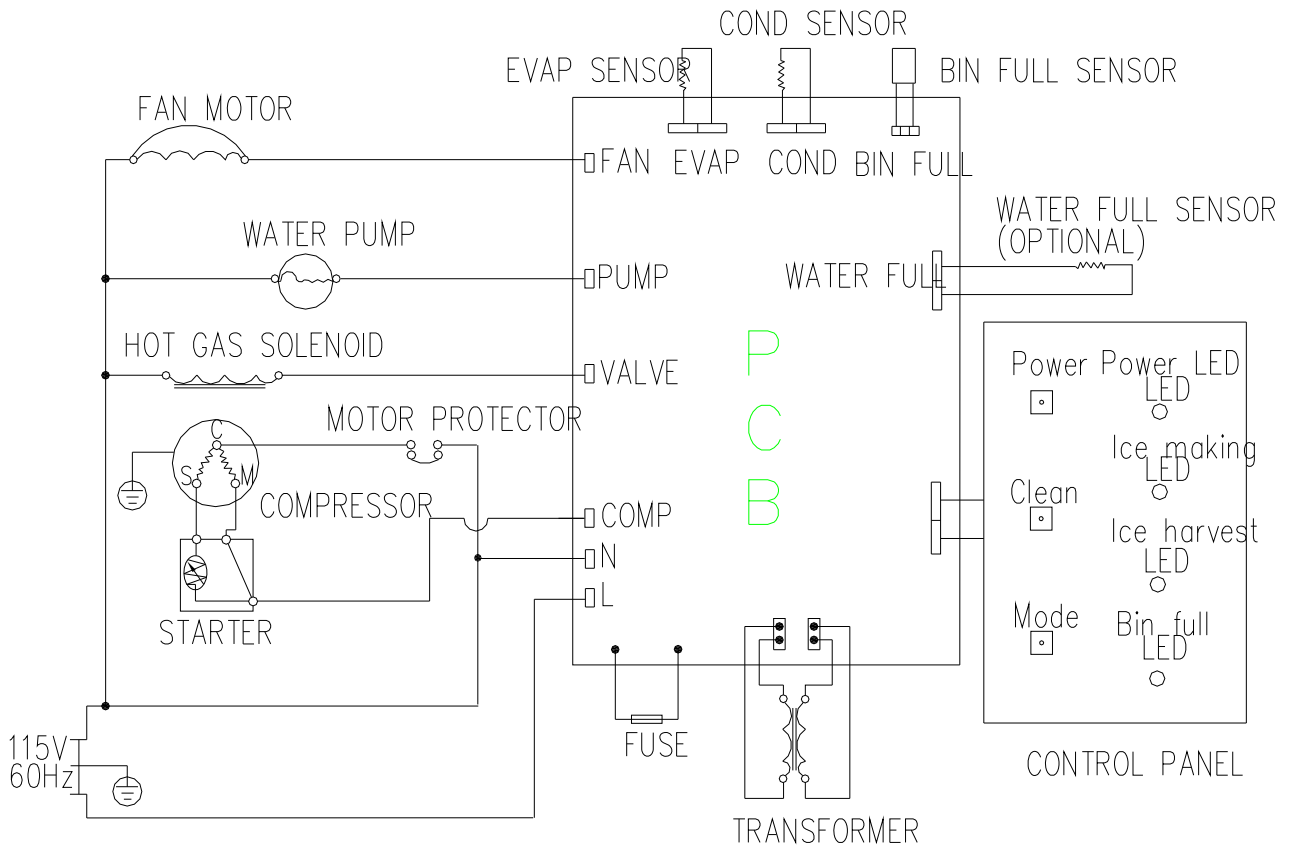 COND SENSOR
EVAP SENSOR
BIN FULL SENSOR
FAN MOTOR
FAN
EVAP
COND
BIN FULL
WATER FULL SENSOR
(OPTIONAL)
WATER PUMP
PUMP
WATER FULL
HOT GAS SOLENOID
VALVE
P
C
B
MOTOR PROTECTOR
C
S
M
COMPRESSOR
COMP
N
L
STARTER
Power
Power LED
LED
Ice making
LED
Clean
Ice harvest
LED
Mode
Bin full
LED
115V
60Hz
FUSE
CONTROL PANEL
TRANSFORMER